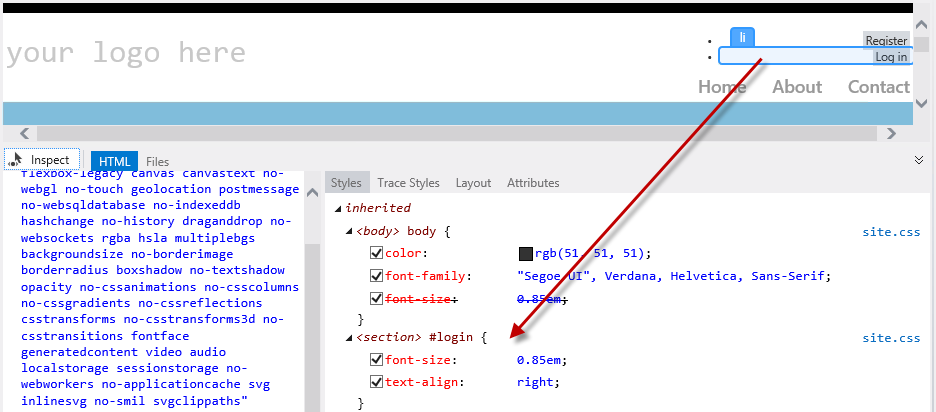 your logo here
li
Register
Log in
Home About Contact
Inspect HTML Files
flexbox-legacy canvas canvastext no-
webgl no-touch geolocation postmessage
no-websqldatabase no-indexeddb
hashchange no-history draganddrop no-
websockets rgba hsla multiplebgs
backgroundsize no-borderimage
borderradius boxshadow no-textshadow
opacity no-cssanimations no-csscolumns
no-cssgradients no-cssreflections
csstransforms no-csstransforms3d no-
csstransitions fontface
generatedcontent video audio
localstorage sessionstorage no-
webworkers no-applicationcache svg
inlinesvg no-smil svgclippaths"
Styles Trace Styles Layout Attributes
inherited
<body> body { site.css
color: rgb(51, 51, 51);
font-family: "Segoe UI", Verdana, Helvetica, Sans-Serif;
font-size: 0.85em;
}
<section> #login { site.css
font-size: 0.85em;
text-align: right;
}